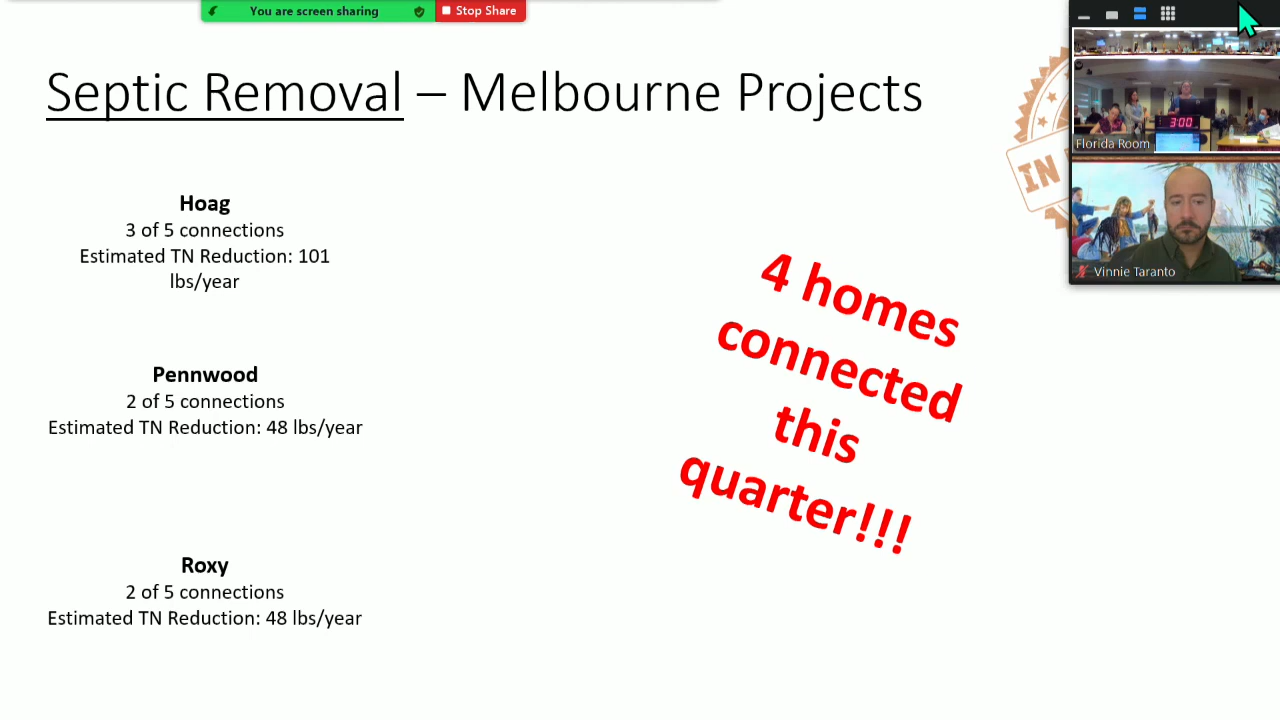 You are screen sharing
Stop Share
Septic Removal – Melbourne Projects
IN
3:00
Florida Room
Vinnie Taranto
Hoag
3 of 5 connections
Estimated TN Reduction: 101
lbs/year
4 homes
connected
this
quarter!!!
Pennwood
2 of 5 connections
Estimated TN Reduction: 48 lbs/year
Roxy
2 of 5 connections
Estimated TN Reduction: 48 lbs/year